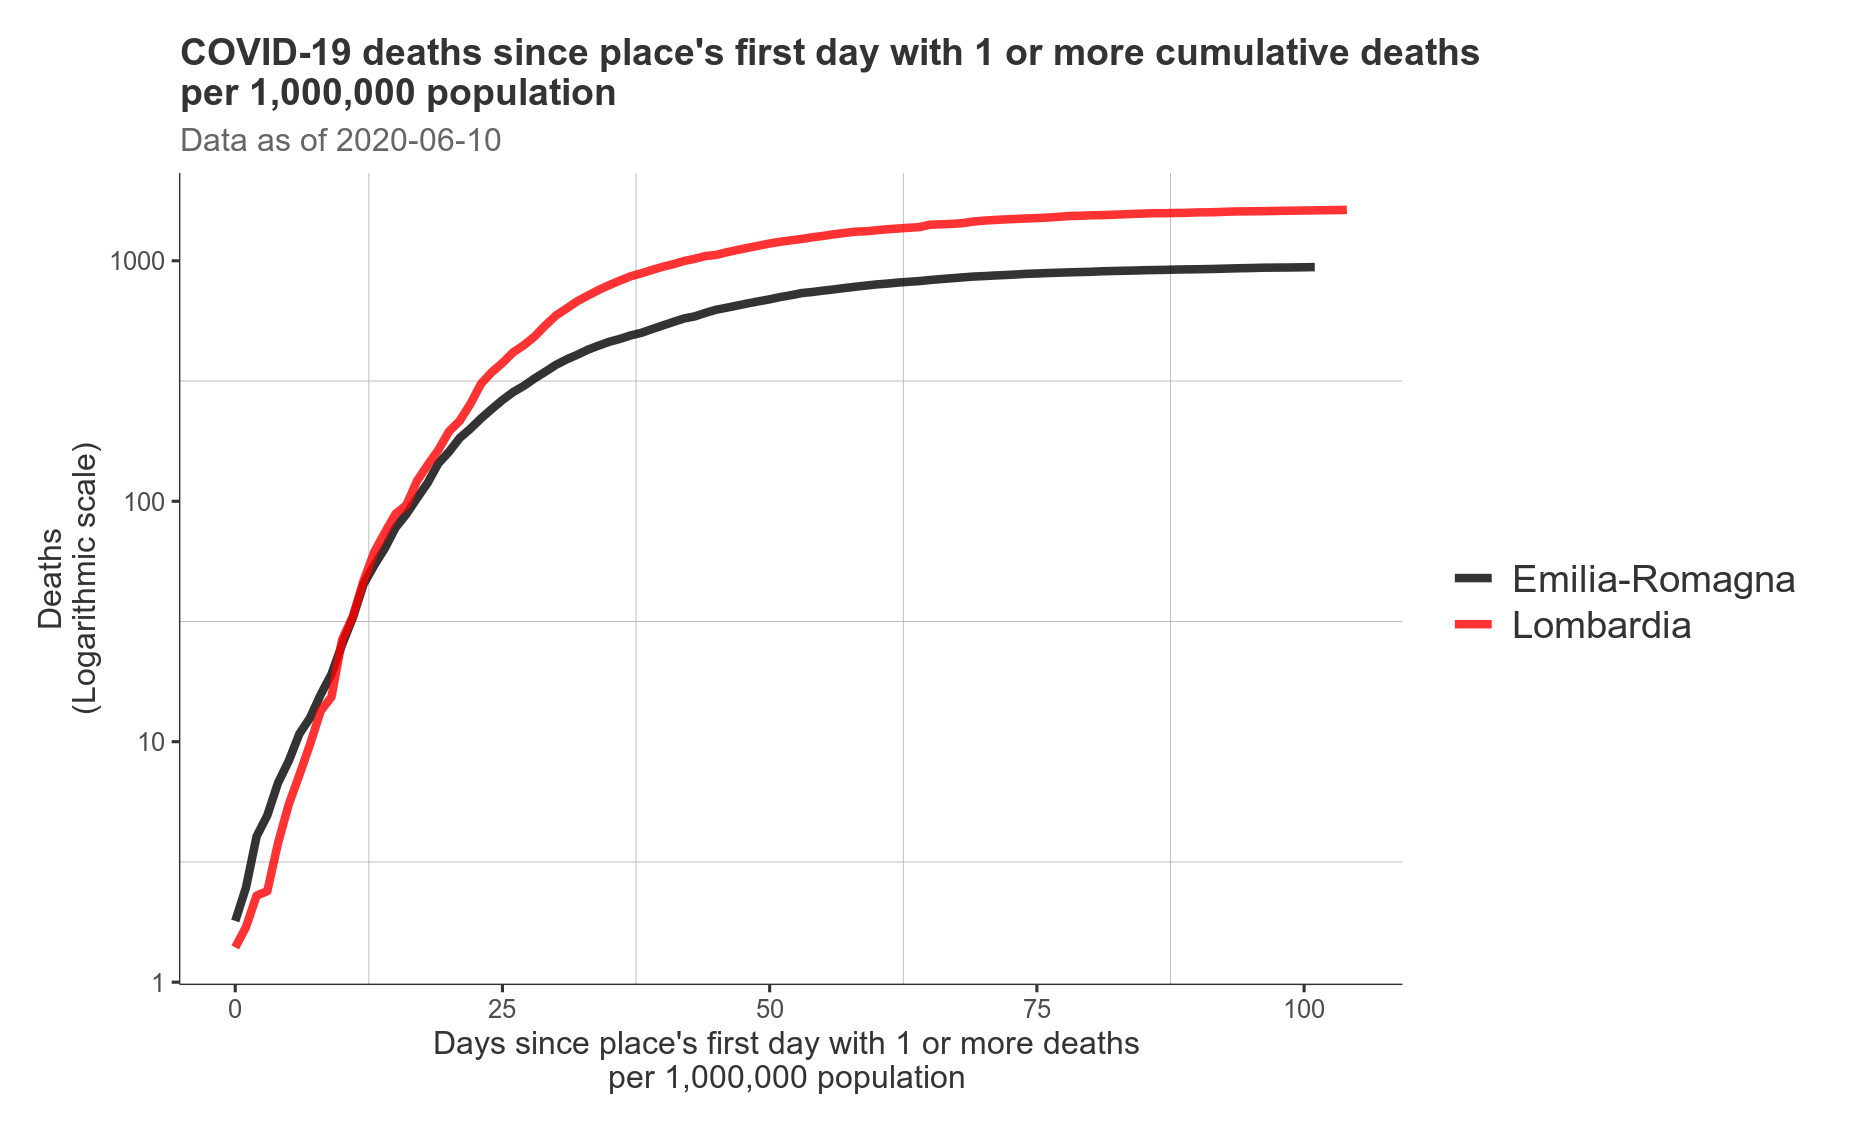 COVID-19 deaths since place's first day with 1 or more cumulative deaths
per 1,000,000 population
Data as of 2020-06-10
Deaths
(Logarithmic scale)
1000
100
10
1
0
25
50
75
100
Days since place's first day with 1 or more deaths
per 1,000,000 population
Emilia-Romagna
Lombardia